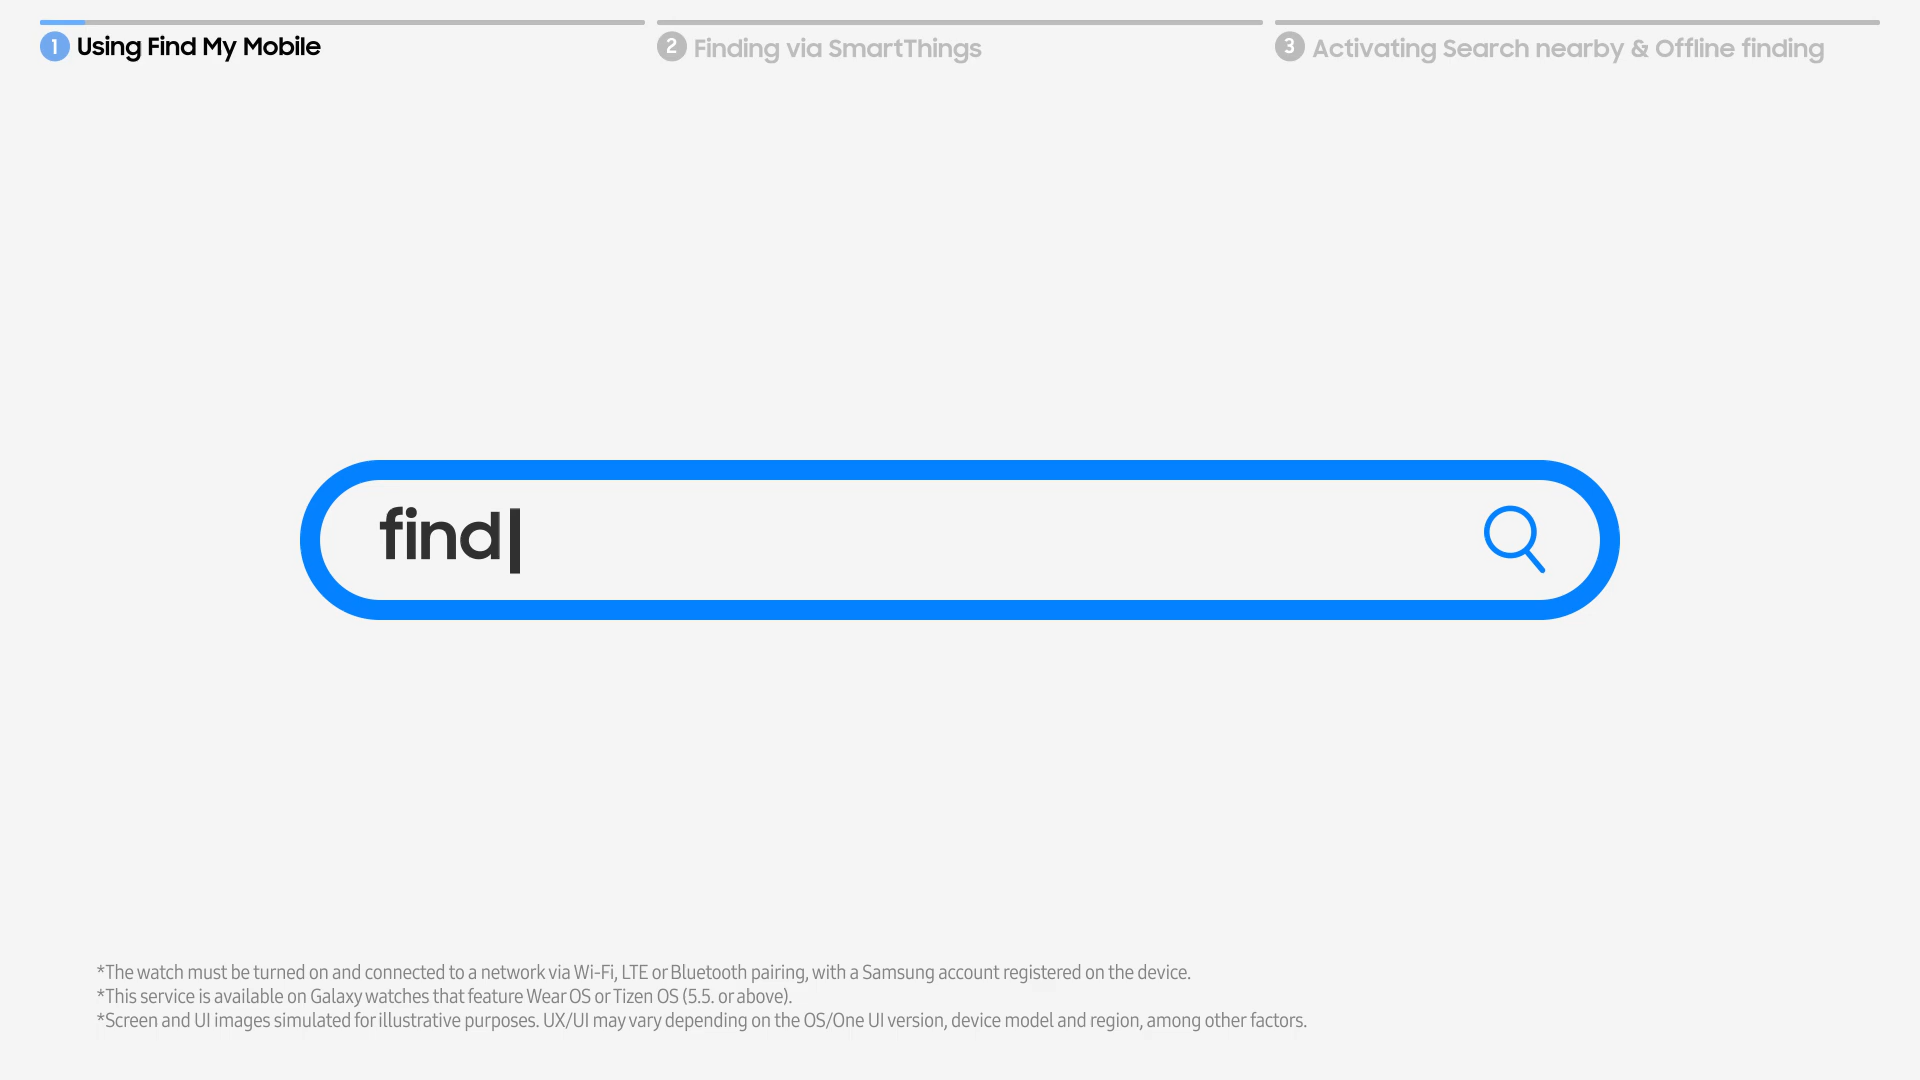 1 Using Find My Mobile
2 Finding via SmartThings
3 Activating Search nearby & Offline finding
find
*The watch must be turned on and connected to a network via Wi-Fi, LTE or Bluetooth pairing, with a Samsung account registered on the device.
*This service is available on Galaxy watches that feature Wear OS or Tizen OS (5.5. or above).
*Screen and UI images simulated for illustrative purposes. UX/UI may vary depending on the OS/One UI version, device model and region, among other factors.